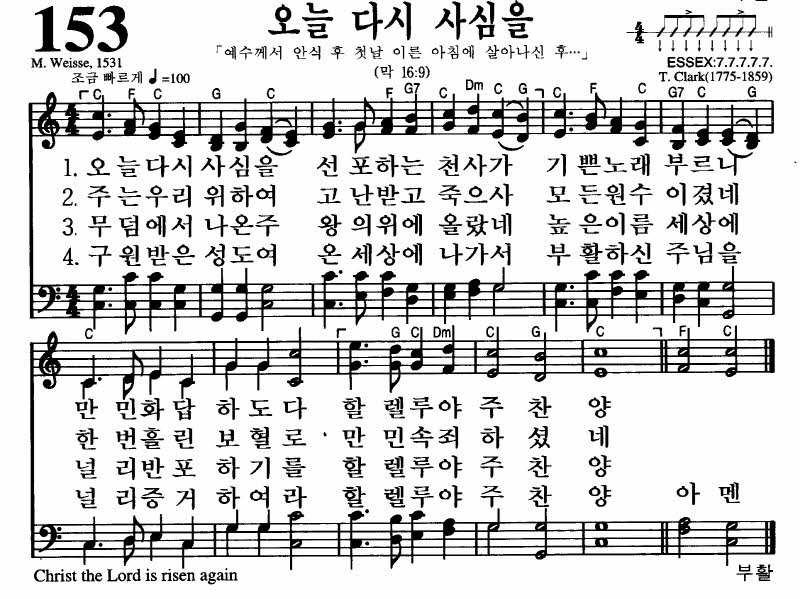 153
오늘 다시 사심을
「예수께서 안식 후 첫날 이른 아침에 살아나신 후…」
(막 16:9)
M. Weisse, 1531
조금 빠르게 ♩=100
4/4
ESSEX:7.7.7.7.7.
T. Clark(1775-1859)
C F C G C F G7 C Dm C G C F C G7 C G
1. 오 늘 다 시 사 심 을 선 포 하 는 천 사 가 기 쁜 노 래 부 르 니
2. 주 는 우 리 위 하 여 고 난 받 고 죽 으 사 모 든 원 수 이 겼 네
3. 무 덤 에 서 나 온 주 왕 의 위 에 올 랐 네 높 은 이 름 세 상 에
4. 구 원 받 은 성 도 여 온 세 상 에 나 가 서 부 활 하 신 주 님 을
C G C Dm C G C F C
만 민 화 답 하 도 다 할 렐 루 야 주 찬 양
한 번 흘 린 보 혈 로 만 민 속 죄 하 셨 네
널 리 반 포 하 기 를 할 렐 루 야 주 찬 양
널 리 증 거 하 여 라 할 렐 루 야 주 찬 양 아 멘
Christ the Lord is risen again
부활